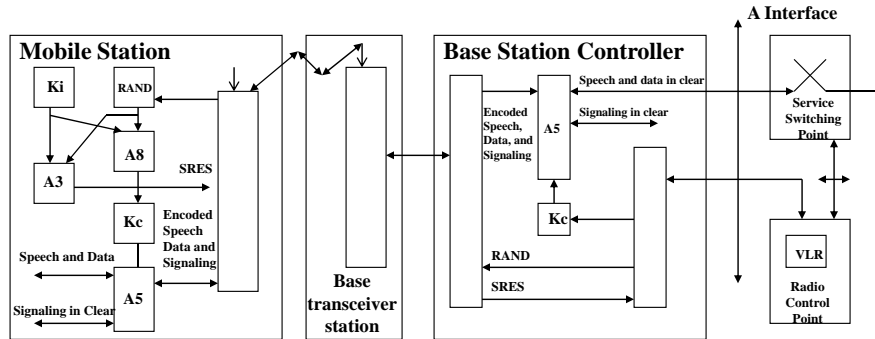 A Interface
Mobile Station
Ki
RAND
A8
A3
SRES
Kc
Encoded
Speech
Data and
Signaling
Speech and Data
A5
Signaling in Clear
Base
transceiver
station
Base Station Controller
Speech and data in clear
Encoded
Speech,
Data, and
Signaling
A5
Signaling in clear
Kc
RAND
SRES
Service
Switching
Point
VLR
Radio
Control
Point